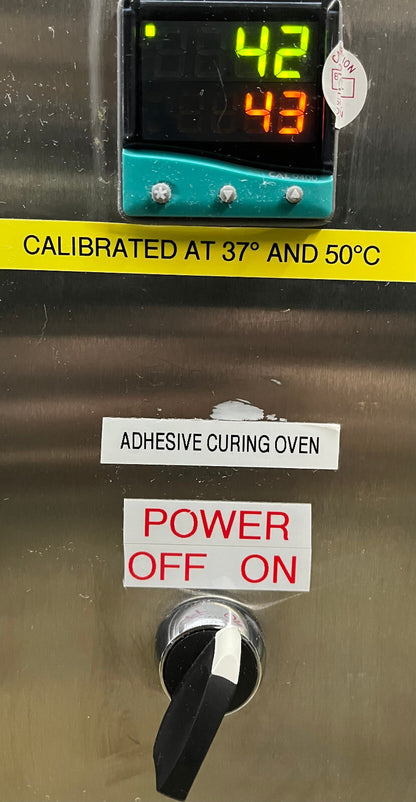 42
43
CALIBRATED AT 37° AND 50°C
ADHESIVE CURING OVEN
POWER
OFF ON